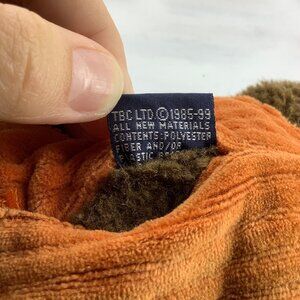 TBC LTD © 1985-99
ALL NEW MATERIALS
CONTENTS: POLYESTER
FIBER AND/OR